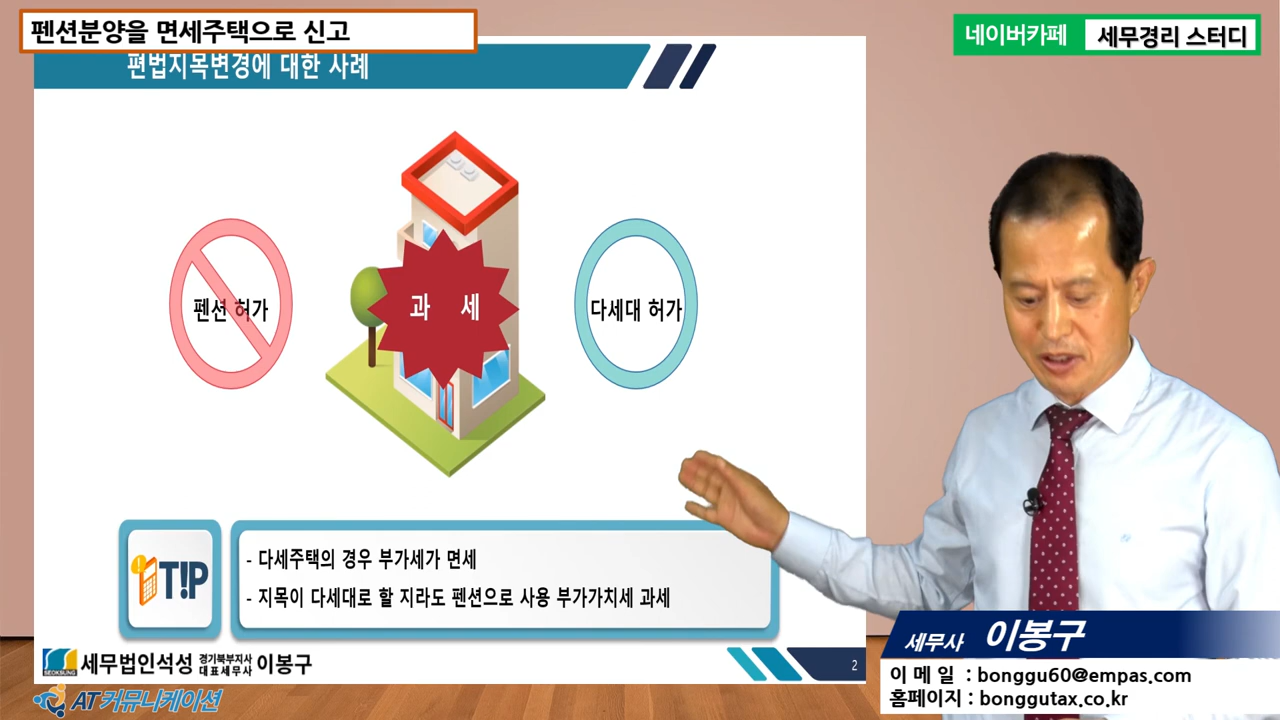 펜션분양을 면세주택으로 신고
네이버카페 세무경리 스터디
편법지목변경에 대한 사례
펜션 허가
과 세
다세대 허가
TIP
- 다세주택의 경우 부가세가 면세
- 지목이 다세대로 할 지라도 펜션으로 사용 부가가치세 과세
SEOKSUNG
세무법인석성 경기북부지사 대표세무사 이봉구
2
AT커뮤니케이션
세무사 이봉구
이 메 일 : bonggu60@empas.com
홈페이지 : bonggutax.co.kr